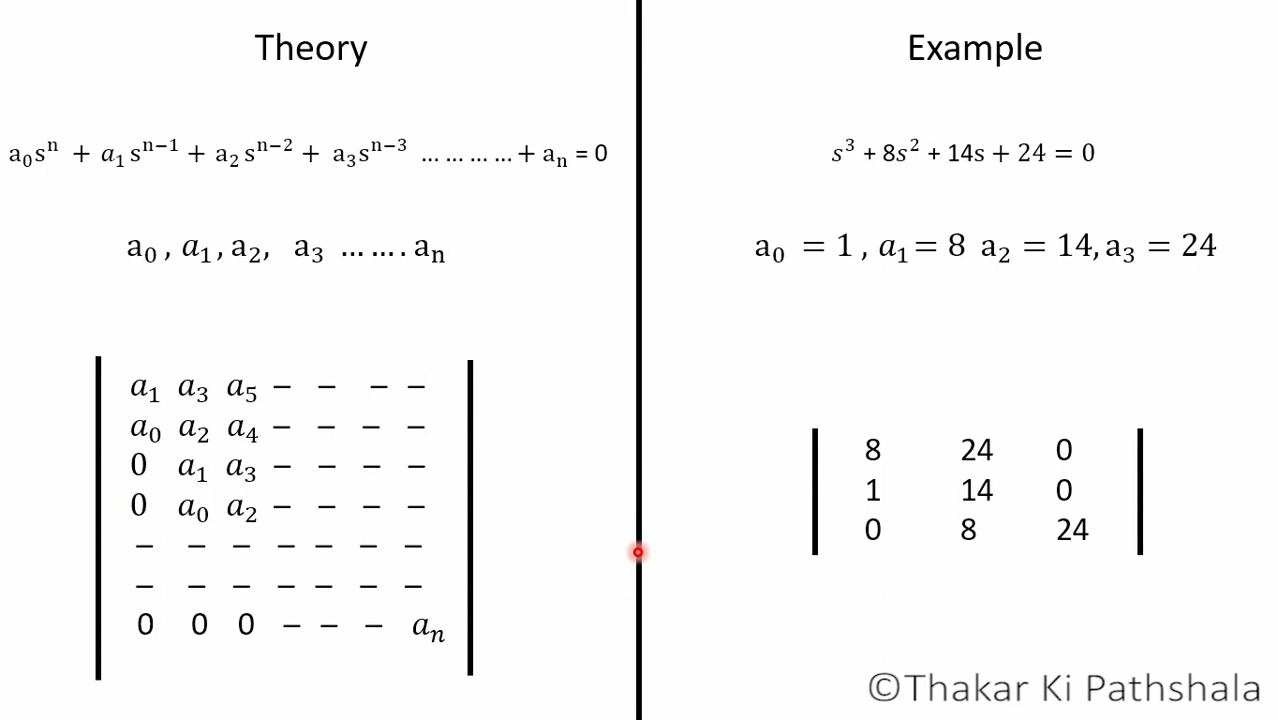 Theory
a₀sⁿ + a₁sⁿ⁻¹ + a₂sⁿ⁻² + a₃sⁿ⁻³ … … … … + aₙ = 0
a₀ , a₁ , a₂, a₃ … … . aₙ
a₁ a₃ a₅ − − − −
a₀ a₂ a₄ − − − −
0 a₁ a₃ − − − −
0 a₀ a₂ − − − −
− − − − − − −
− − − − − − −
0 0 0 − − − aₙ
Example
s³ + 8s² + 14s + 24 = 0
a₀ = 1 , a₁ = 8 a₂ = 14, a₃ = 24
8 24 0
1 14 0
0 8 24
©Thakar Ki Pathshala